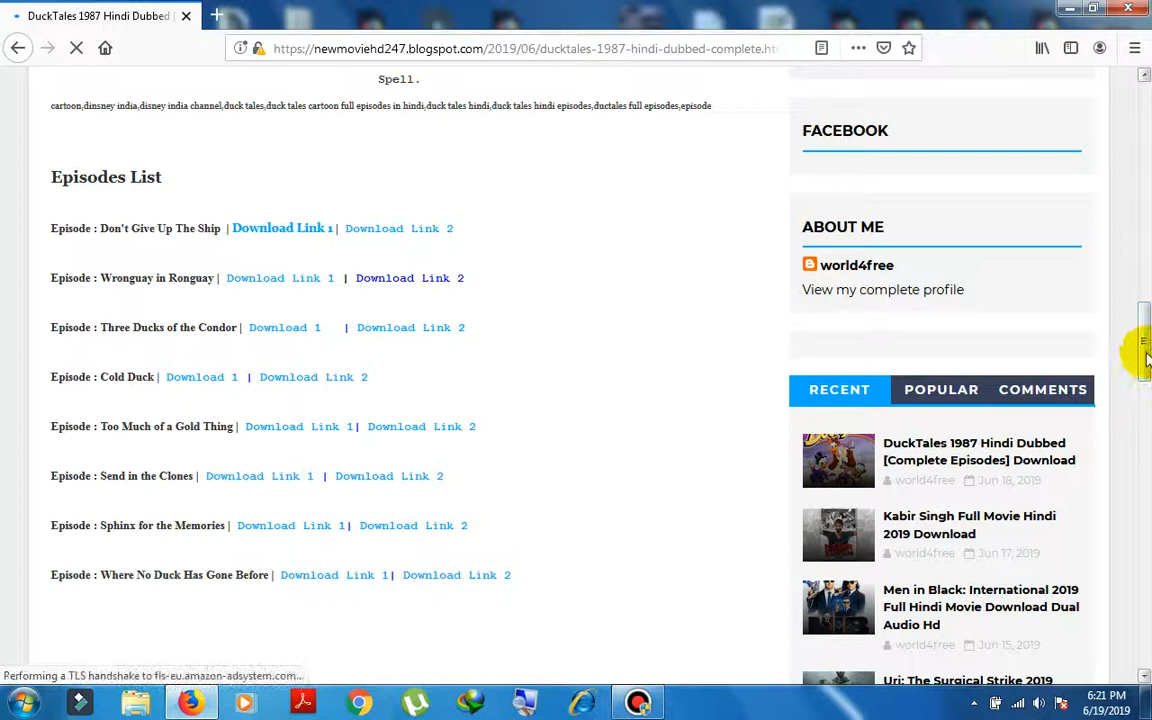 DuckTales 1987 Hindi Dubbed [
https://newmoviehd247.blogspot.com/2019/06/ducktales-1987-hindi-dubbed-complete.htm
Spell.
cartoon,dinsney india,disney india channel,duck tales,duck tales cartoon full episodes in hindi,duck tales hindi,duck tales hindi episodes,ductales full episodes,episode
Episodes List
Episode : Don't Give Up The Ship | Download Link 1 | Download Link 2
Episode : Wronguay in Ronguay | Download Link 1 | Download Link 2
Episode : Three Ducks of the Condor | Download 1 | Download Link 2
Episode : Cold Duck | Download 1 | Download Link 2
Episode : Too Much of a Gold Thing | Download Link 1 | Download Link 2
Episode : Send in the Clones | Download Link 1 | Download Link 2
Episode : Sphinx for the Memories | Download Link 1 | Download Link 2
Episode : Where No Duck Has Gone Before | Download Link 1 | Download Link 2
FACEBOOK
ABOUT ME
world4free
View my complete profile
RECENT POPULAR COMMENTS
DuckTales 1987 Hindi Dubbed
[Complete Episodes] Download
world4free Jun 18, 2019
Kabir Singh Full Movie Hindi
2019 Download
world4free Jun 17, 2019
Men in Black: International 2019
Full Hindi Movie Download Dual
Audio Hd
world4free Jun 15, 2019
Uri: The Surgical Strike 2019
Performing a TLS handshake to fls-eu.amazon-adsystem.com...
6:21 PM
6/19/2019